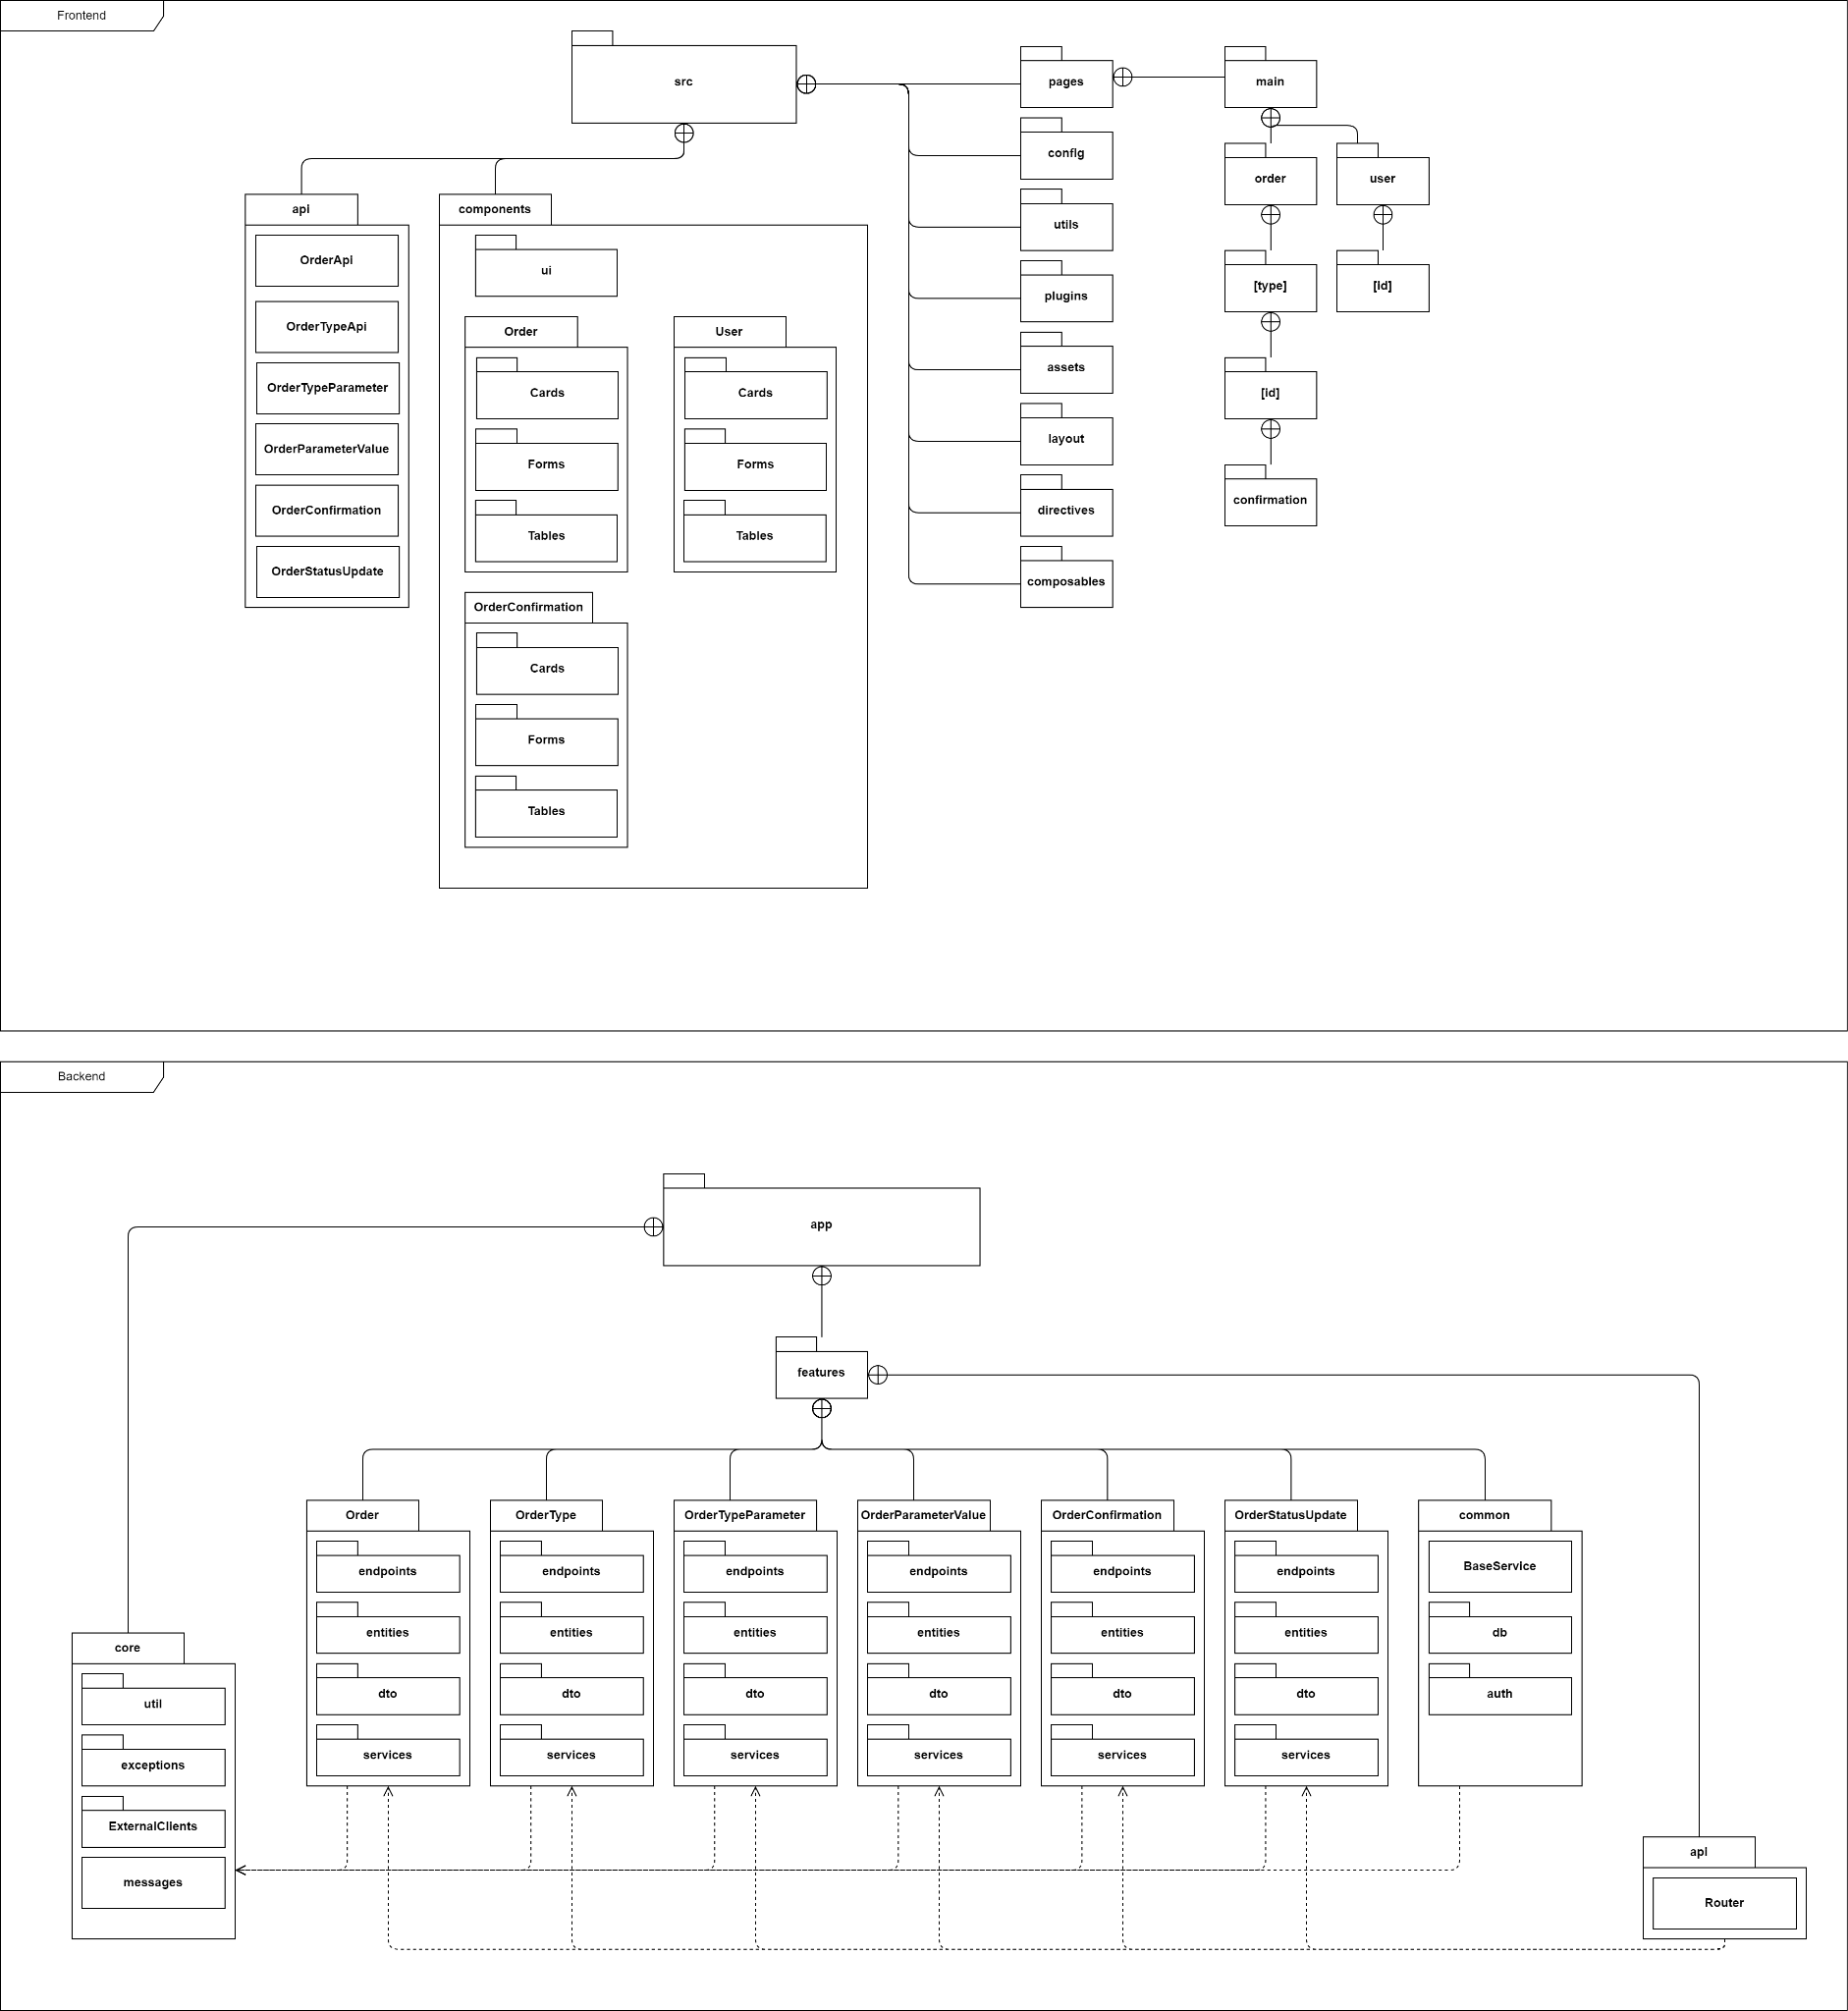 Frontend
src
pages
main
config
order
user
api
components
utils
OrderApi
ui
[type]
[id]
plugins
OrderTypeApi
Order
User
assets
OrderTypeParameter
Cards
Cards
[id]
layout
OrderParameterValue
Forms
Forms
confirmation
directives
OrderConfirmation
Tables
Tables
composables
OrderStatusUpdate
OrderConfirmation
Cards
Forms
Tables
Backend
app
features
Order
OrderType
OrderTypeParameter
OrderParameterValue
OrderConfirmation
OrderStatusUpdate
common
endpoints
endpoints
endpoints
endpoints
endpoints
endpoints
BaseService
entities
entities
entities
entities
entities
entities
db
core
dto
dto
dto
dto
dto
dto
auth
util
services
services
services
services
services
services
exceptions
ExternalClients
api
messages
Router